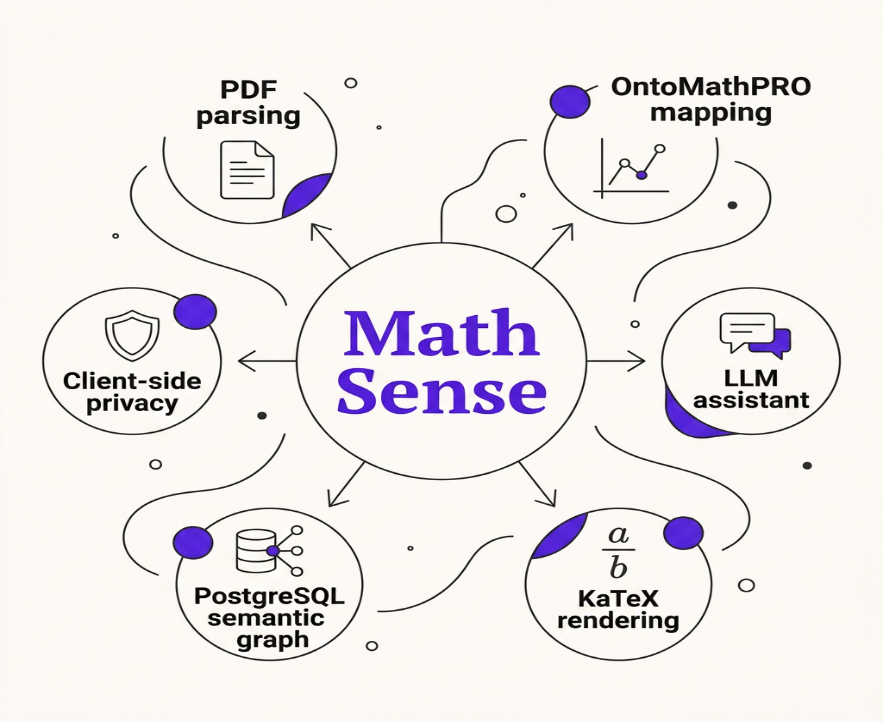 PDF
parsing
OntoMathPRO
mapping
Math
Sense
Client-side
privacy
LLM
assistant
PostgreSQL
semantic
graph
a
b
KaTeX
rendering